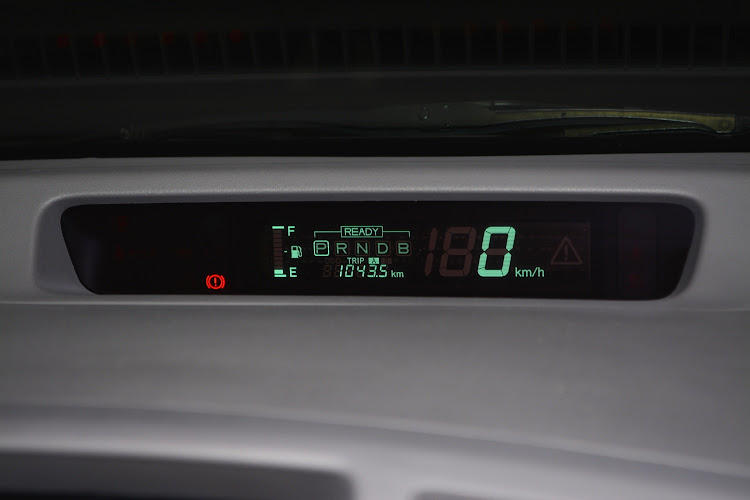 F
READY
P R N D B
TRIP A
E
1043.5 km
0 km/h